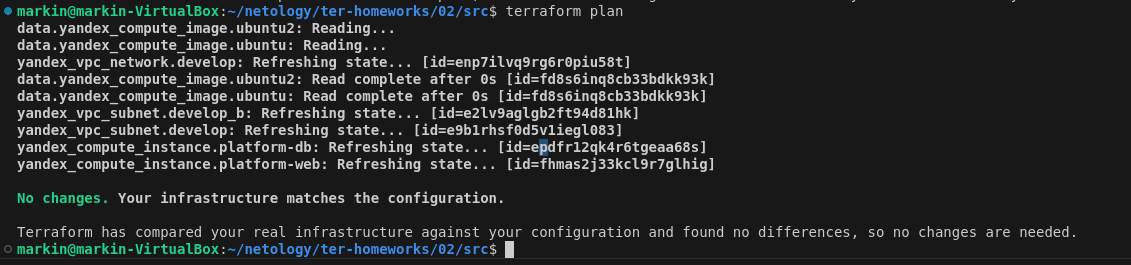 markin@markin-VirtualBox:~/netology/ter-homeworks/02/src$ terraform plan
data.yandex_compute_image.ubuntu2: Reading...
data.yandex_compute_image.ubuntu: Reading...
yandex_vpc_network.develop: Refreshing state... [id=enp7ilvq9rg6r0piu58t]
data.yandex_compute_image.ubuntu2: Read complete after 0s [id=fd8s6inq8cb33bdkk93k]
data.yandex_compute_image.ubuntu: Read complete after 0s [id=fd8s6inq8cb33bdkk93k]
yandex_vpc_subnet.develop_b: Refreshing state... [id=e2lv9aglgb2ft94d81hk]
yandex_vpc_subnet.develop: Refreshing state... [id=e9b1rhsf0d5v1iegl083]
yandex_compute_instance.platform-db: Refreshing state... [id=epdfr12qk4r6tgeaa68s]
yandex_compute_instance.platform-web: Refreshing state... [id=fhmas2j33kcl9r7glhig]
No changes. Your infrastructure matches the configuration.
Terraform has compared your real infrastructure against your configuration and found no differences, so no changes are needed.
markin@markin-VirtualBox:~/netology/ter-homeworks/02/src$